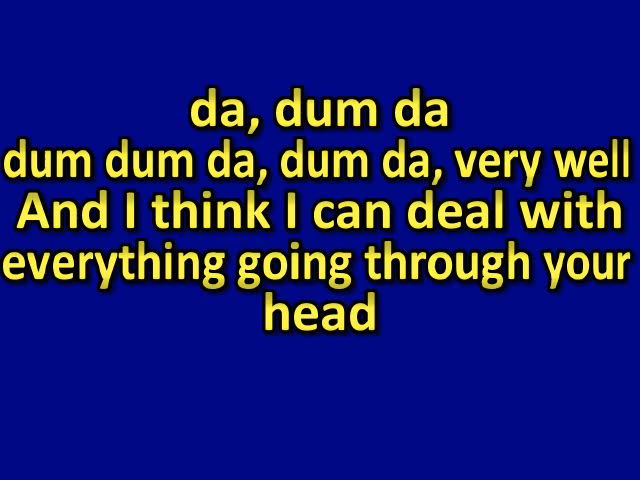 da, dum da
dum dum da, dum da, very well
And I think I can deal with
everything going through your
head